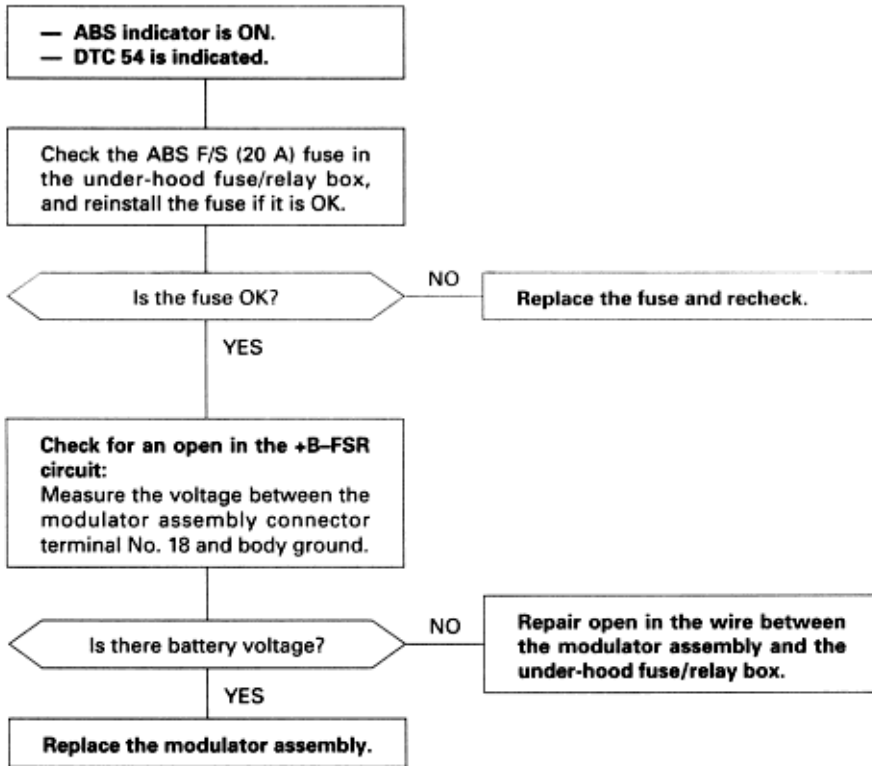 — ABS indicator is ON.
— DTC 54 is indicated.
Check the ABS F/S (20 A) fuse in
the under-hood fuse/relay box,
and reinstall the fuse if it is OK.
Is the fuse OK?
NO
Replace the fuse and recheck.
YES
Check for an open in the +B–FSR
circuit:
Measure the voltage between the
modulator assembly connector
terminal No. 18 and body ground.
Is there battery voltage?
NO
Repair open in the wire between
the modulator assembly and the
under-hood fuse/relay box.
YES
Replace the modulator assembly.